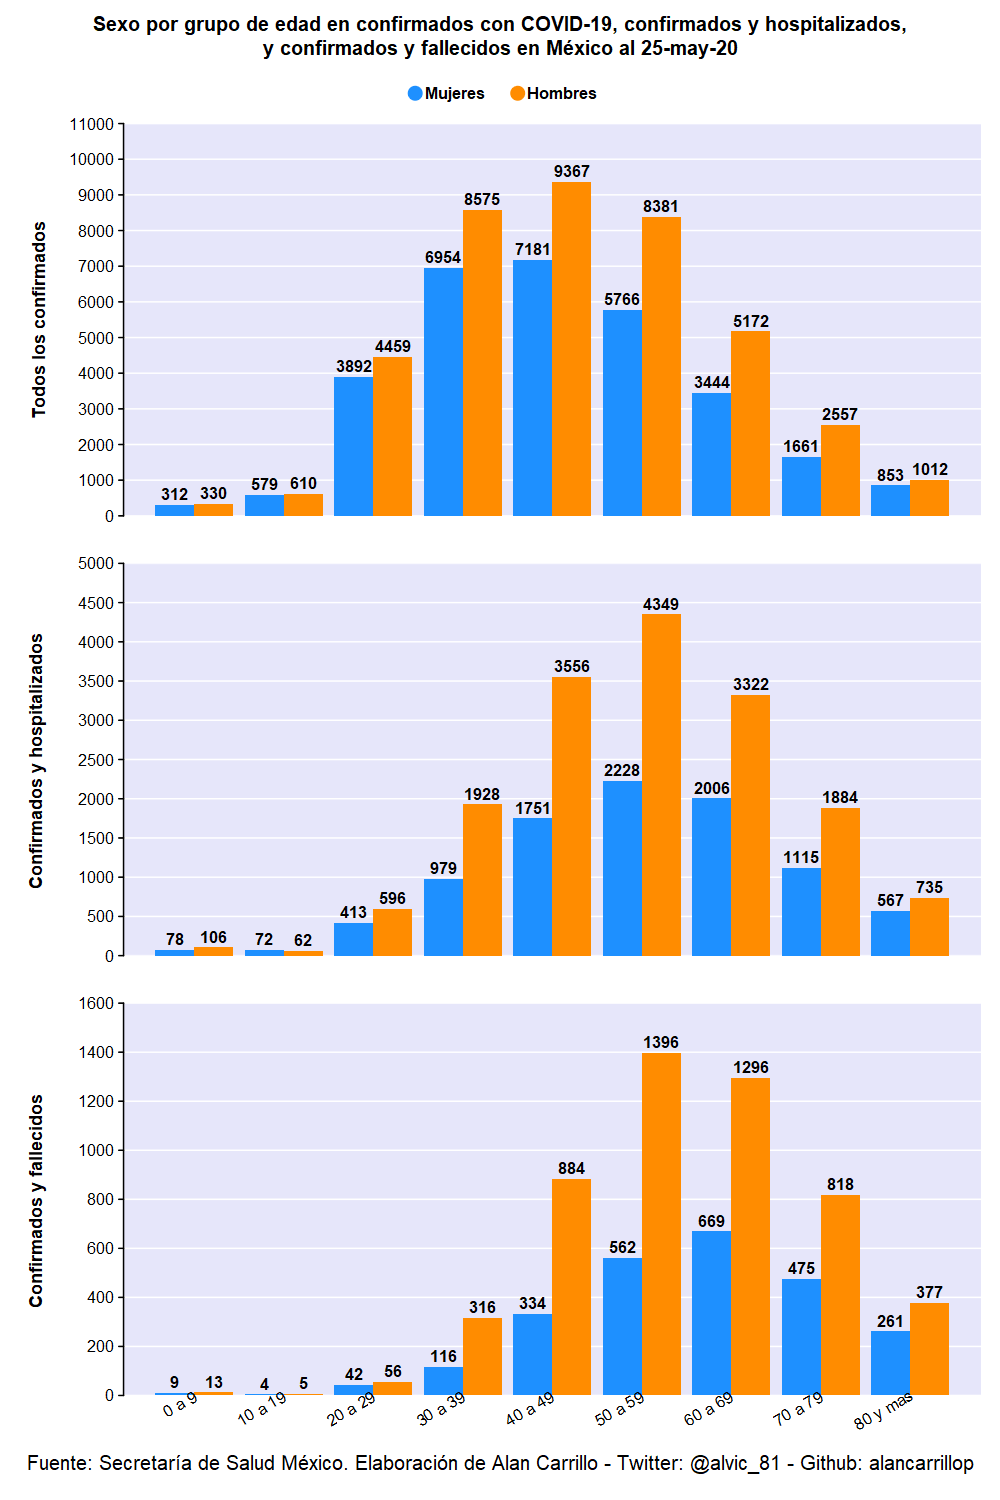 Sexo por grupo de edad en confirmados con COVID-19, confirmados y hospitalizados,
y confirmados y fallecidos en México al 25-may-20
Mujeres Hombres
Todos los confirmados
11000
10000
9000
8000
7000
6000
5000
4000
3000
2000
1000
0
312 330 579 610 3892 4459 6954 8575 7181 9367 5766 8381 3444 5172 1661 2557 853 1012
Confirmados y hospitalizados
5000
4500
4000
3500
3000
2500
2000
1500
1000
500
0
78 106 72 62 413 596 979 1928 1751 3556 2228 4349 2006 3322 1115 1884 567 735
Confirmados y fallecidos
1600
1400
1200
1000
800
600
400
200
0
9 13 4 5 42 56 116 316 334 884 562 1396 669 1296 475 818 261 377
0 a 9 10 a 19 20 a 29 30 a 39 40 a 49 50 a 59 60 a 69 70 a 79 80 y mas
Fuente: Secretaría de Salud México. Elaboración de Alan Carrillo - Twitter: @alvic_81 - Github: alancarrillop